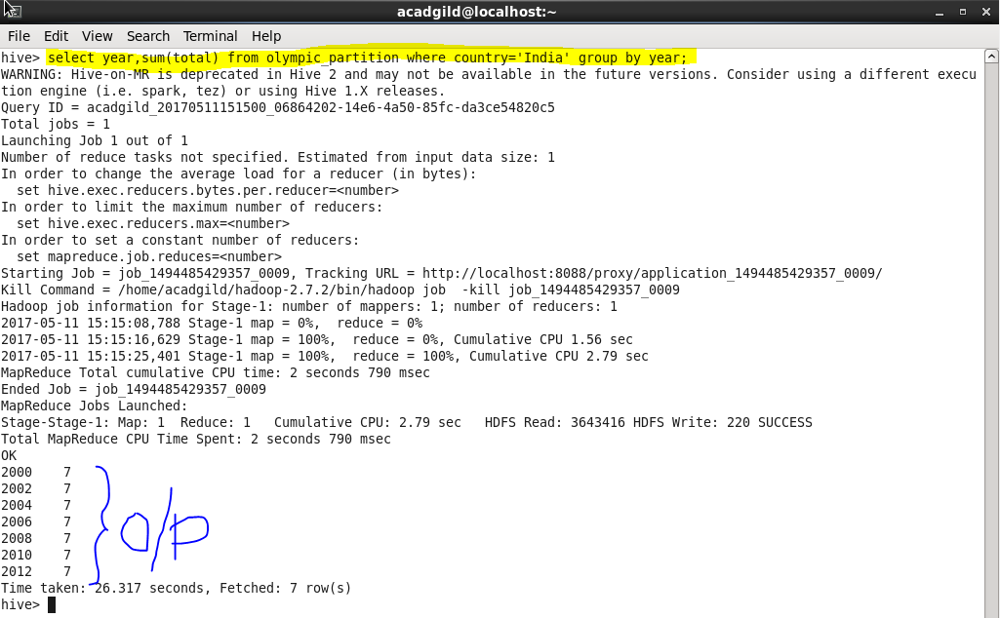 acadgild@localhost:~
File Edit View Search Terminal Help
hive> select year,sum(total) from olympic_partition where country='India' group by year;
WARNING: Hive-on-MR is deprecated in Hive 2 and may not be available in the future versions. Consider using a different execu
tion engine (i.e. spark, tez) or using Hive 1.X releases.
Query ID = acadgild_20170511151500_06864202-14e6-4a50-85fc-da3ce54820c5
Total jobs = 1
Launching Job 1 out of 1
Number of reduce tasks not specified. Estimated from input data size: 1
In order to change the average load for a reducer (in bytes):
  set hive.exec.reducers.bytes.per.reducer=<number>
In order to limit the maximum number of reducers:
  set hive.exec.reducers.max=<number>
In order to set a constant number of reducers:
  set mapreduce.job.reduces=<number>
Starting Job = job_1494485429357_0009, Tracking URL = http://localhost:8088/proxy/application_1494485429357_0009/
Kill Command = /home/acadgild/hadoop-2.7.2/bin/hadoop job  -kill job_1494485429357_0009
Hadoop job information for Stage-1: number of mappers: 1; number of reducers: 1
2017-05-11 15:15:08,788 Stage-1 map = 0%,  reduce = 0%
2017-05-11 15:15:16,629 Stage-1 map = 100%,  reduce = 0%, Cumulative CPU 1.56 sec
2017-05-11 15:15:25,401 Stage-1 map = 100%,  reduce = 100%, Cumulative CPU 2.79 sec
MapReduce Total cumulative CPU time: 2 seconds 790 msec
Ended Job = job_1494485429357_0009
MapReduce Jobs Launched:
Stage-Stage-1: Map: 1  Reduce: 1   Cumulative CPU: 2.79 sec   HDFS Read: 3643416 HDFS Write: 220 SUCCESS
Total MapReduce CPU Time Spent: 2 seconds 790 msec
OK
2000    7
2002    7
2004    7
2006    7
O/P
2008    7
2010    7
2012    7
Time taken: 26.317 seconds, Fetched: 7 row(s)
hive>